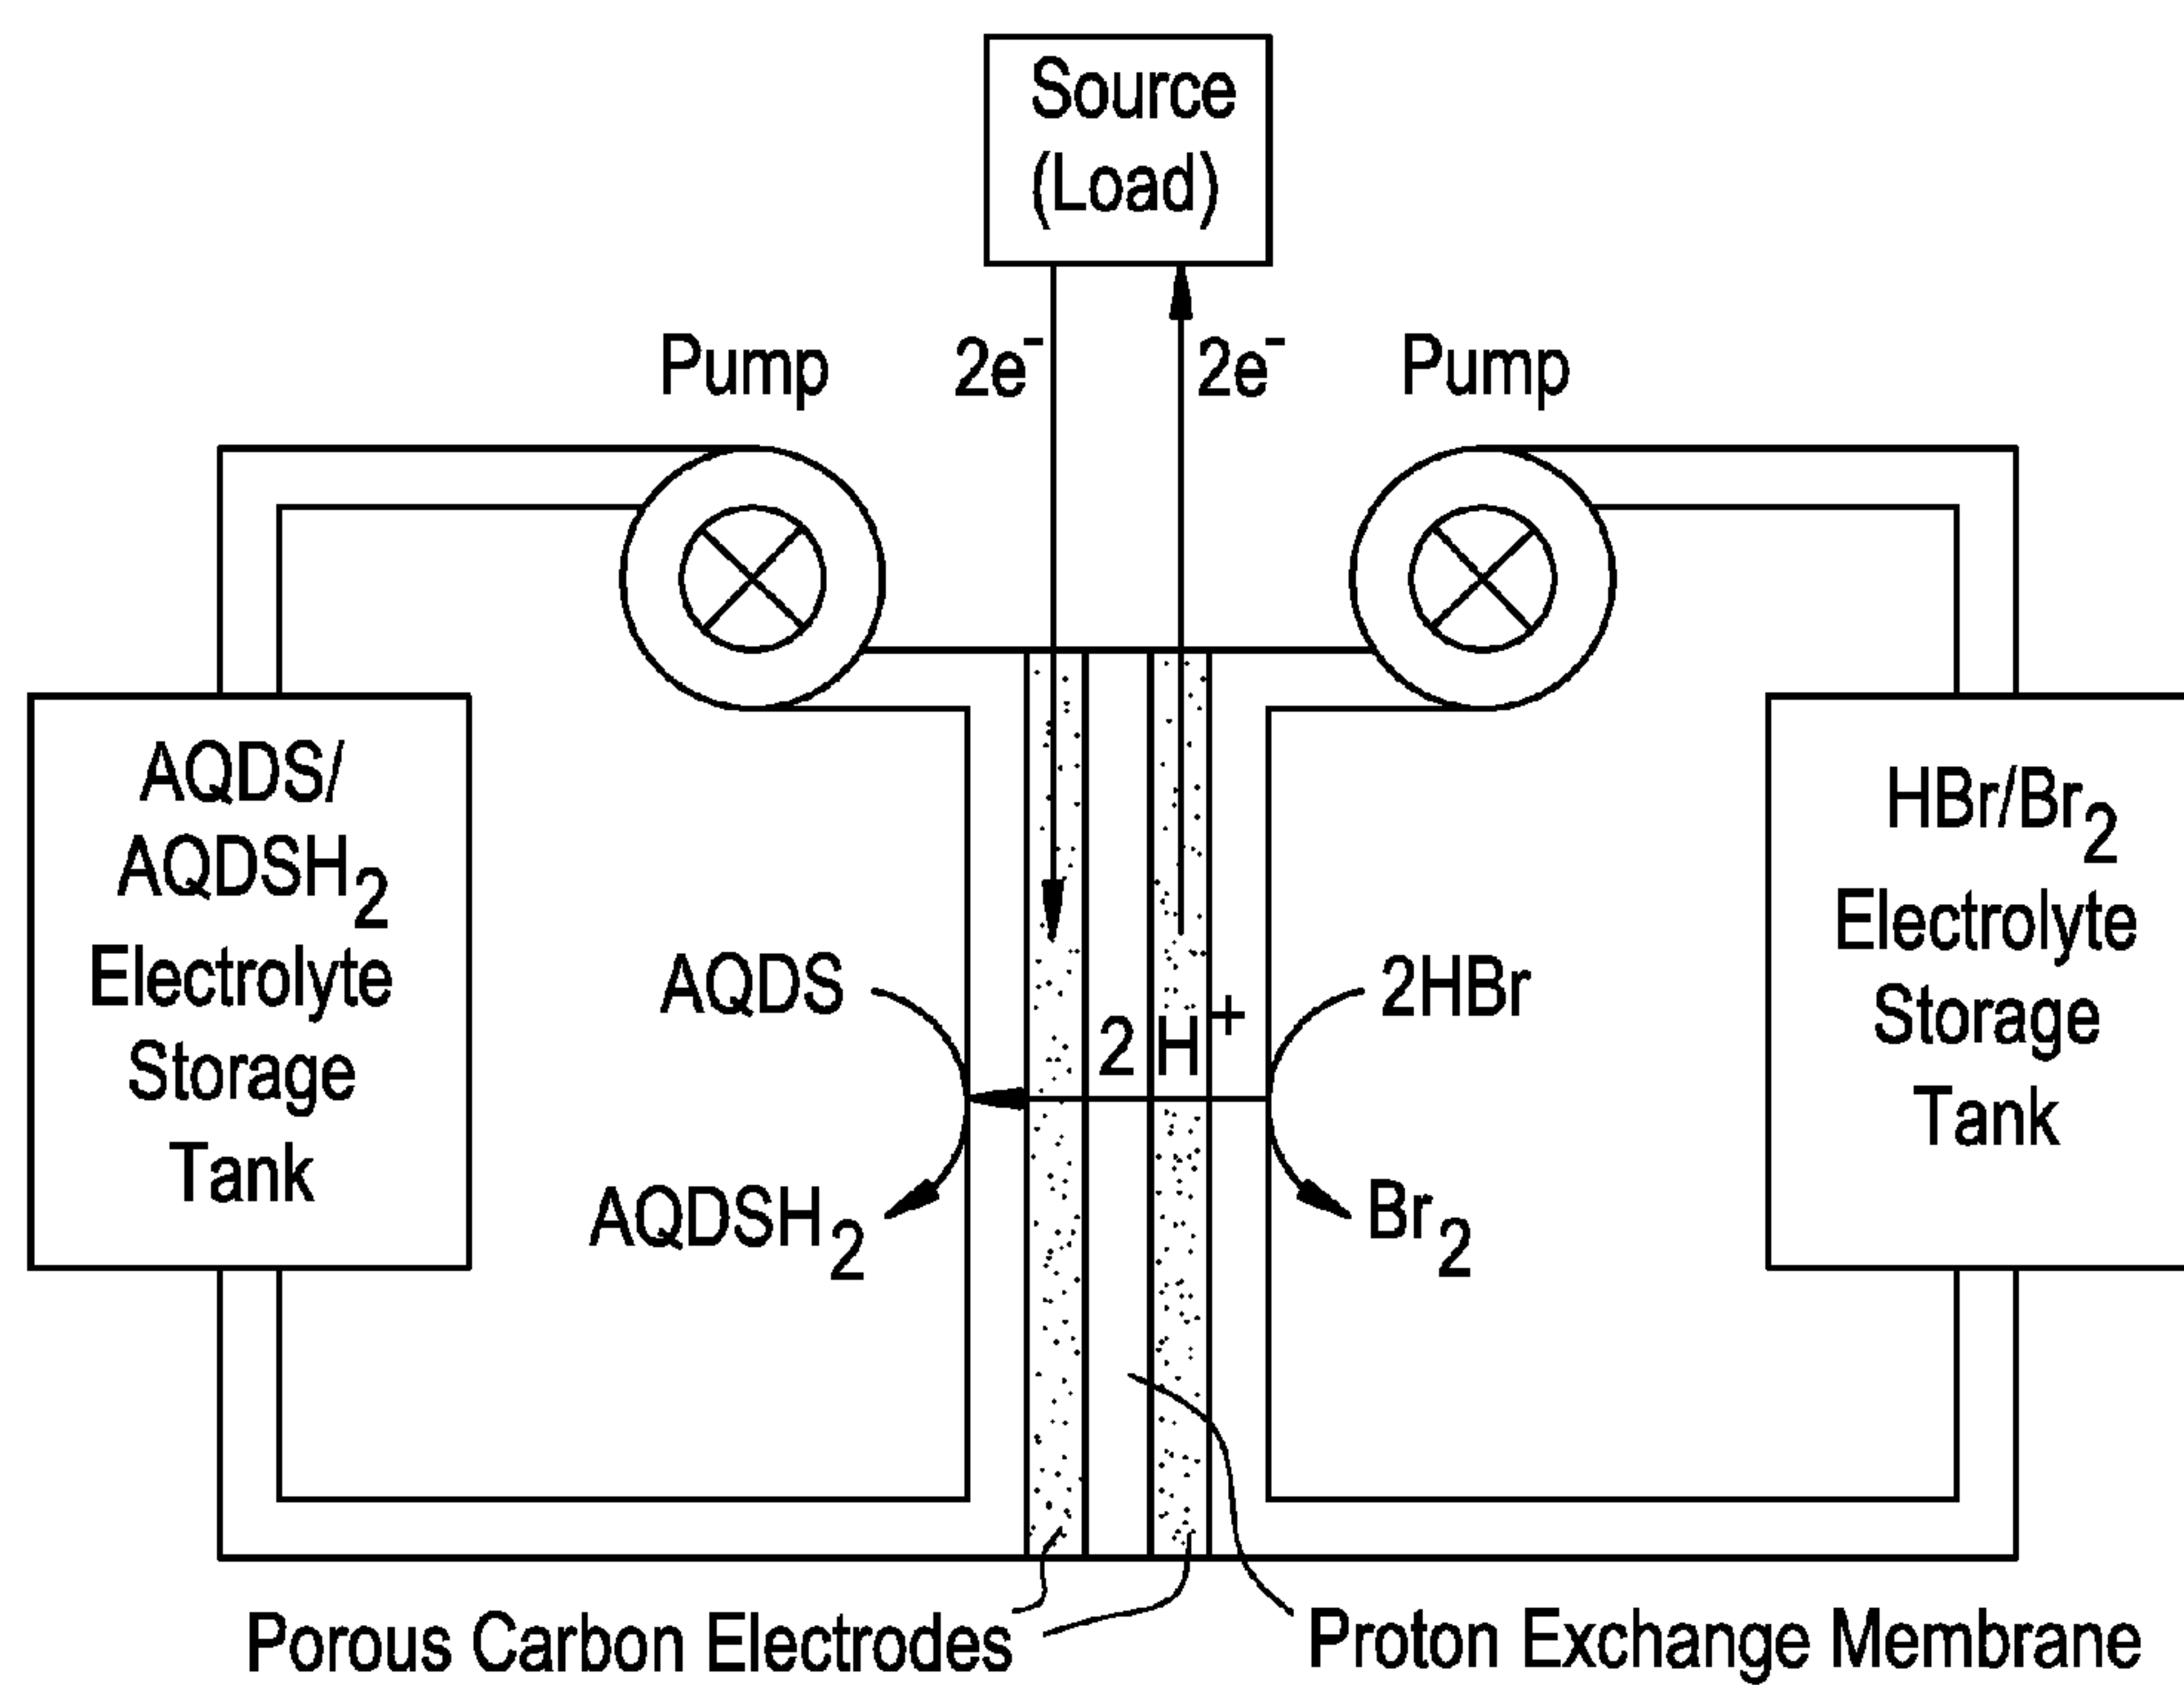 Source
(Load)
Pump
2e⁻
2e⁻
Pump
AQDS/
AQDSH₂
Electrolyte
Storage
Tank
HBr/Br₂
Electrolyte
Storage
Tank
AQDS
2H⁺
2HBr
AQDSH₂
Br₂
Porous Carbon Electrodes
Proton Exchange Membrane